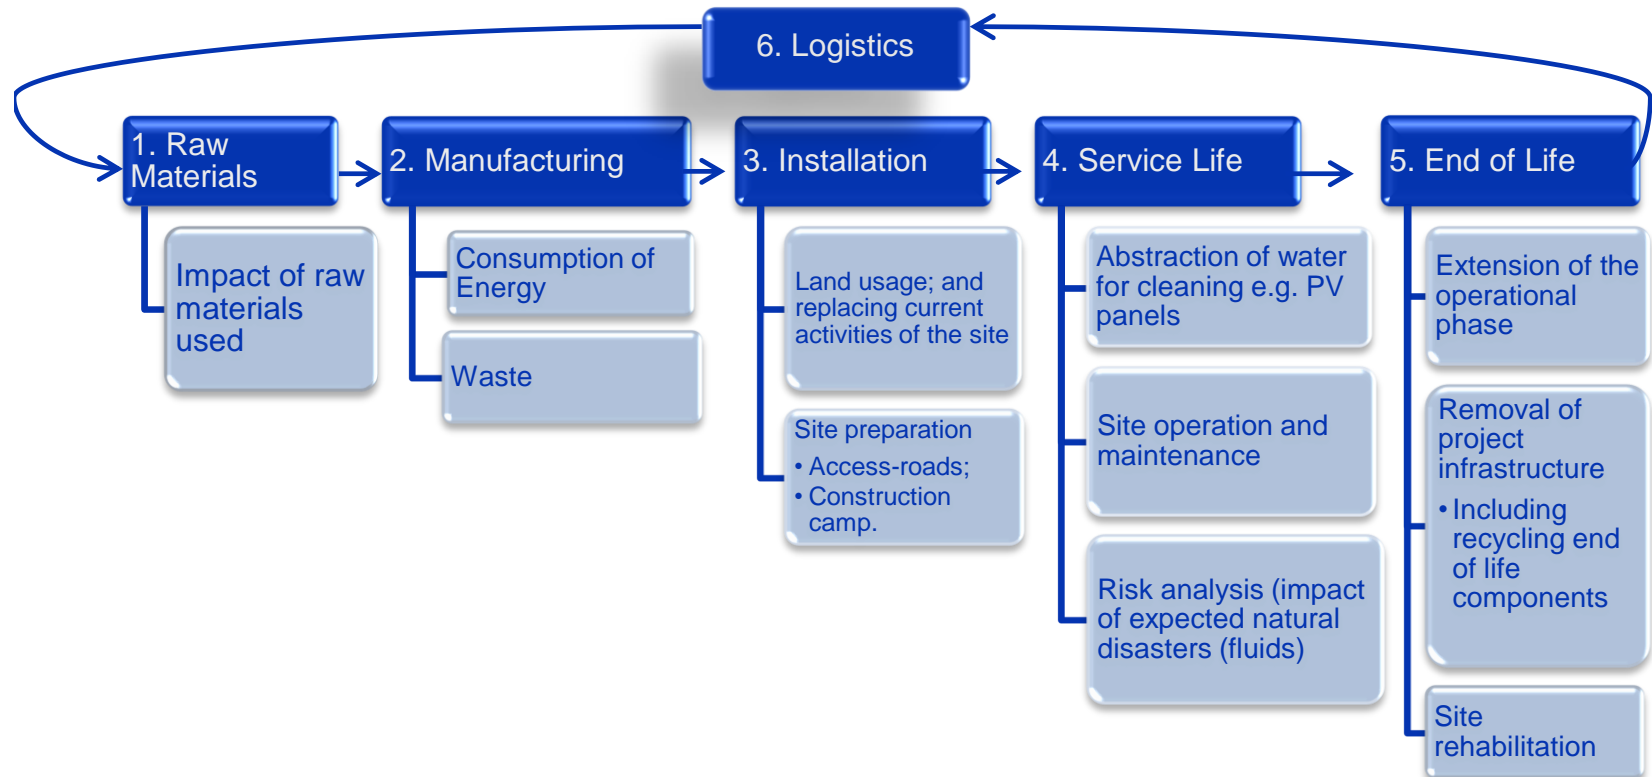 6. Logistics
1. Raw
Materials
2. Manufacturing
3. Installation
4. Service Life
5. End of Life
Impact of raw
materials
used
Consumption of
Energy
Waste
Land usage; and
replacing current
activities of the site
Site preparation
• Access-roads;
• Construction
camp.
Abstraction of water
for cleaning e.g. PV
panels
Site operation and
maintenance
Risk analysis (impact
of expected natural
disasters (fluids)
Extension of the
operational
phase
Removal of
project
infrastructure
• Including
recycling end
of life
components
Site
rehabilitation